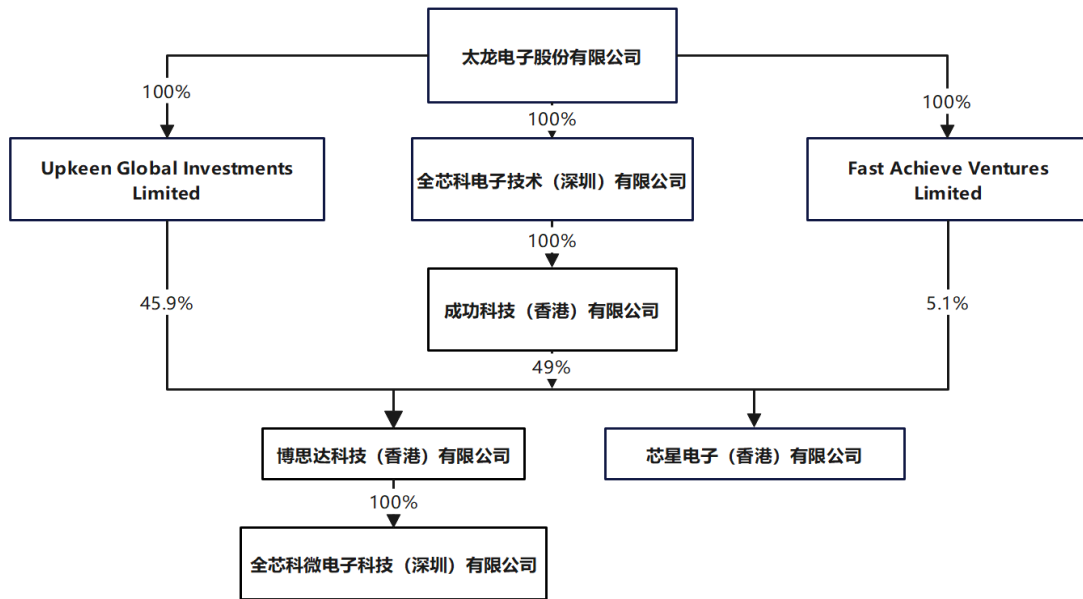 太龙电子股份有限公司
100%
100%
100%
Upkeen Global Investments
Limited
全芯科电子技术（深圳）有限公司
Fast Achieve Ventures
Limited
100%
45.9%
成功科技（香港）有限公司
5.1%
49%
博思达科技（香港）有限公司
芯星电子（香港）有限公司
100%
全芯科微电子科技（深圳）有限公司